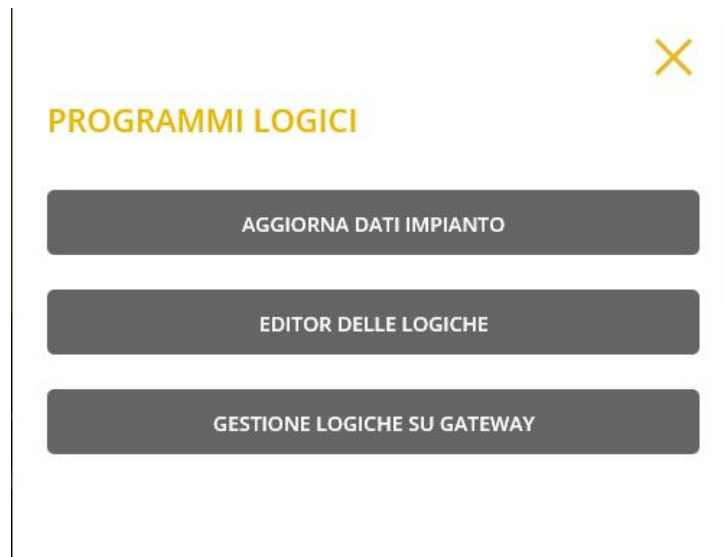 PROGRAMMI LOGICI
AGGIORNA DATI IMPIANTO
EDITOR DELLE LOGICHE
GESTIONE LOGICHE SU GATEWAY